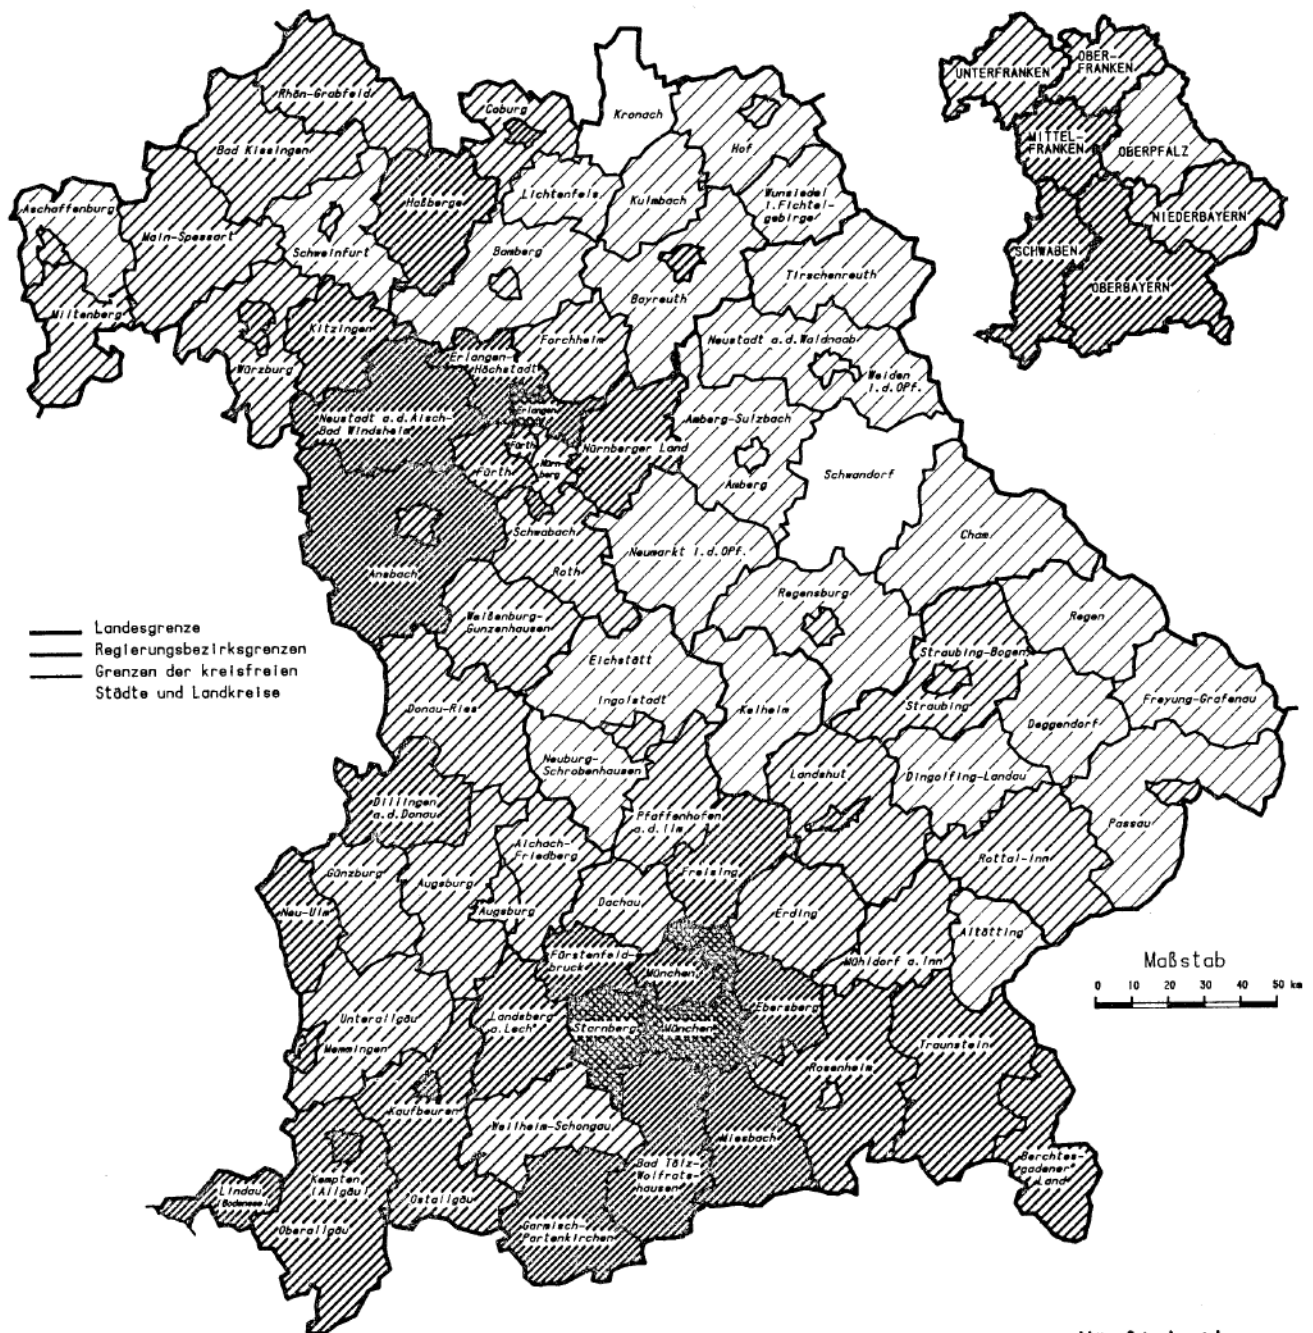 Rhön-Grabfeld
Bad Kissingen
Coburg
Kronach
Hof
Aschaffenburg
Main-Spessart
Haßberge
Lichtenfels
Kulmbach
Wunsiedel
i.Fichtel-
gebirge
Schweinfurt
Bamberg
Bayreuth
Tirschenreuth
Miltenberg
Kitzingen
Forchheim
Neustadt a.d.Waldnaab
Würzburg
Erlangen-
Höchstadt
Weiden
i.d.OPf.
Neustadt a.d.Aisch-
Bad Windsheim
Erlangen
Amberg-Sulzbach
Fürth
Fürth
Nürn-
berg
Nürnberger Land
Amberg
Schwandorf
Schwabach
Roth
Neumarkt i.d.OPf.
Cham
Ansbach
Regensburg
Regen
Weißenburg-
Gunzenhausen
Eichstätt
Ingolstadt
Straubing-Bogen
Straubing
Freyung-Grafenau
Donau-Ries
Kelheim
Deggendorf
Neuburg-
Schrobenhausen
Landshut
Dingolfing-Landau
Dillingen
a.d.Donau
Pfaffenhofen
a.d.Ilm
Passau
Aichach-
Friedberg
Günzburg
Augsburg
Freising
Rottal-Inn
Neu-Ulm
Augsburg
Dachau
Erding
Altötting
Fürstenfeld-
bruck
München
Mühldorf a.Inn
Unterallgäu
Memmingen
Landsberg
a.Lech
Starnberg
München
Ebersberg
Traunstein
Rosenheim
Kaufbeuren
Weilheim-Schongau
Miesbach
Kempten
(Allgäu)
Lindau
(Bodensee)
Oberallgäu
Ostallgäu
Bad Tölz-
Wolfrats-
hausen
Garmisch-
Partenkirchen
Berchtes-
gadener
Land
UNTERFRANKEN
OBER-
FRANKEN
MITTEL-
FRANKEN
OBERPFALZ
NIEDERBAYERN
SCHWABEN
OBERBAYERN
Landesgrenze
Regierungsbezirksgrenzen
Grenzen der kreisfreien
Städte und Landkreise
Maßstab
0 10 20 30 40 50 km